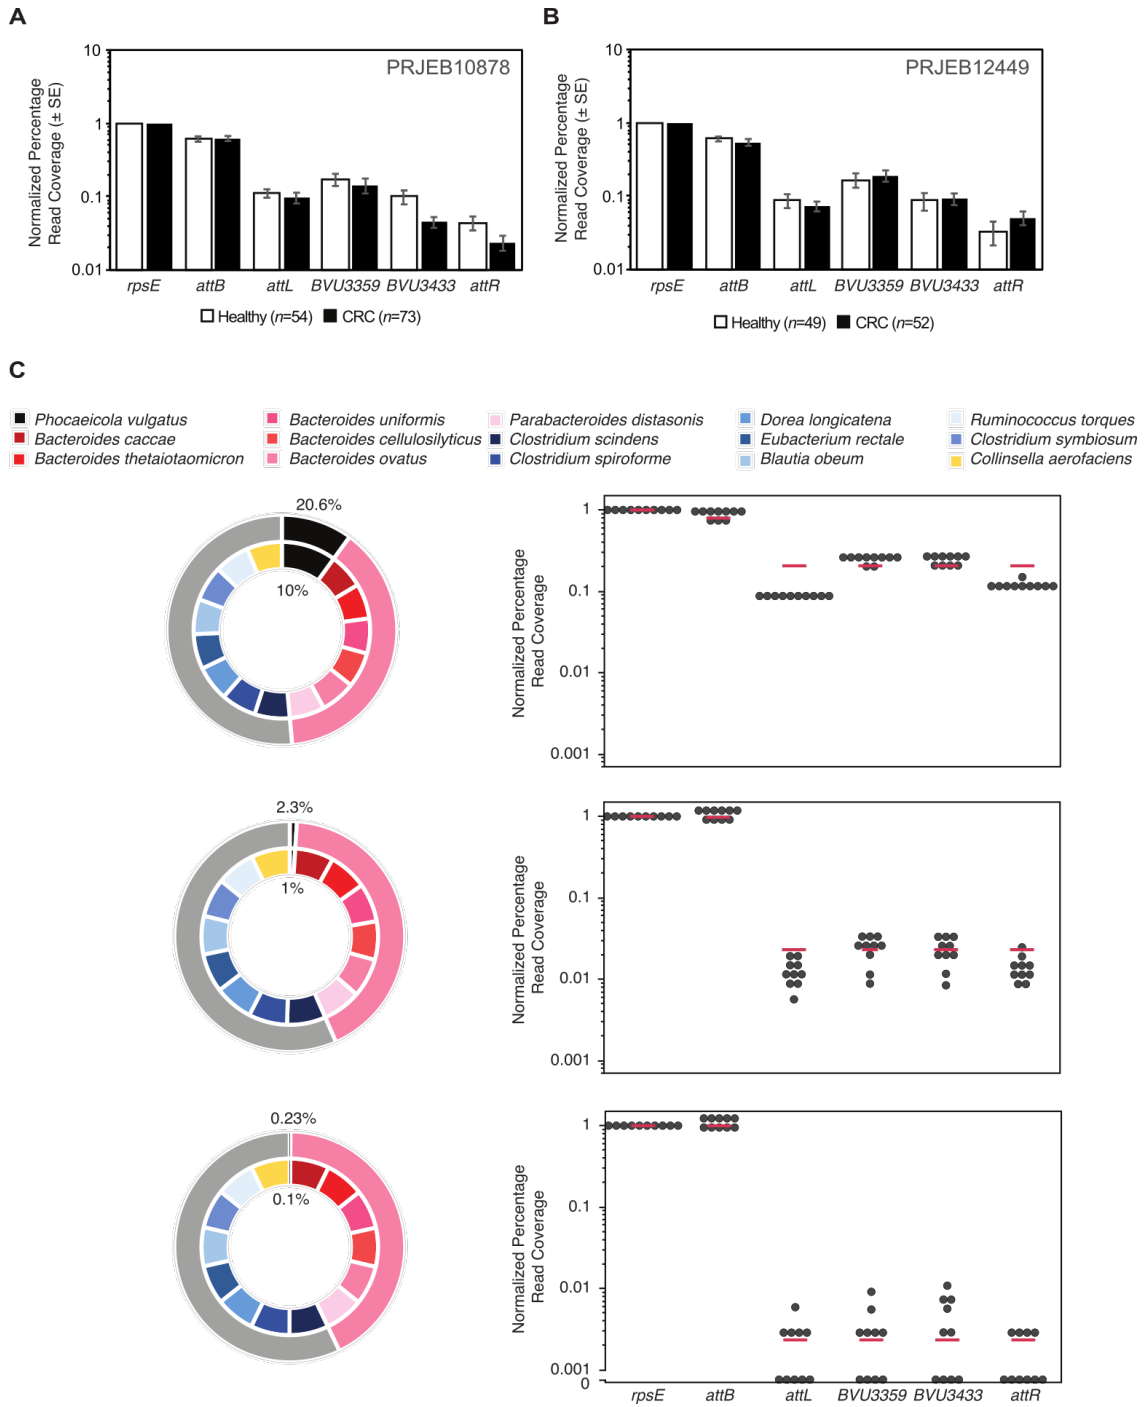 A
B
10
1
0.1
0.01
Normalized Percentage
Read Coverage (± SE)
PRJEB10878
rpsE attB attL BVU3359 BVU3433 attR
Healthy (n=54) CRC (n=73)
10
1
0.1
0.01
Normalized Percentage
Read Coverage (± SE)
PRJEB12449
rpsE attB attL BVU3359 BVU3433 attR
Healthy (n=49) CRC (n=52)
C
Phocaeicola vulgatus Bacteroides uniformis Parabacteroides distasonis Dorea longicatena Ruminococcus torques
Bacteroides caccae Bacteroides cellulosilyticus Clostridium scindens Eubacterium rectale Clostridium symbiosum
Bacteroides thetaiotaomicron Bacteroides ovatus Clostridium spiroforme Blautia obeum Collinsella aerofaciens
20.6%
10%
Normalized Percentage
Read Coverage
1
0.1
0.01
0.001
2.3%
1%
Normalized Percentage
Read Coverage
1
0.1
0.01
0.001
0.23%
0.1%
Normalized Percentage
Read Coverage
1
0.1
0.01
0.001
0
rpsE attB attL BVU3359 BVU3433 attR